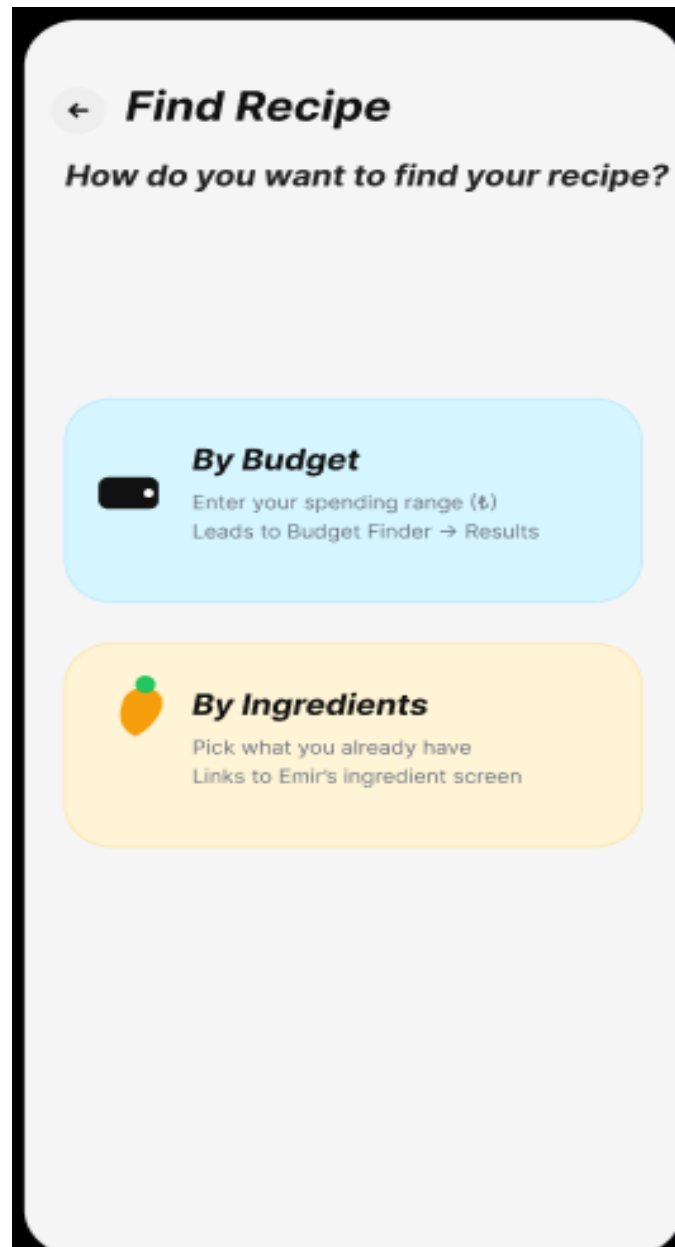 ← Find Recipe
How do you want to find your recipe?
By Budget
Enter your spending range (₺)
Leads to Budget Finder → Results
By Ingredients
Pick what you already have
Links to Emir's ingredient screen